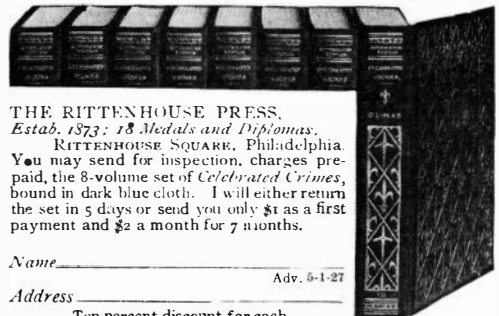 DUMAS
THE RITTENHOUSE PRESS,
Estab. 1873; 18 Medals and Diplomas.
RITTENHOUSE SQUARE, Philadelphia.
You may send for inspection, charges pre-
paid, the 8-volume set of Celebrated Crimes,
bound in dark blue cloth. I will either return
the set in 5 days or send you only $1 as a first
payment and $2 a month for 7 months.
Name
Adv. 5-1-27
Address
Ten percent discount for cash